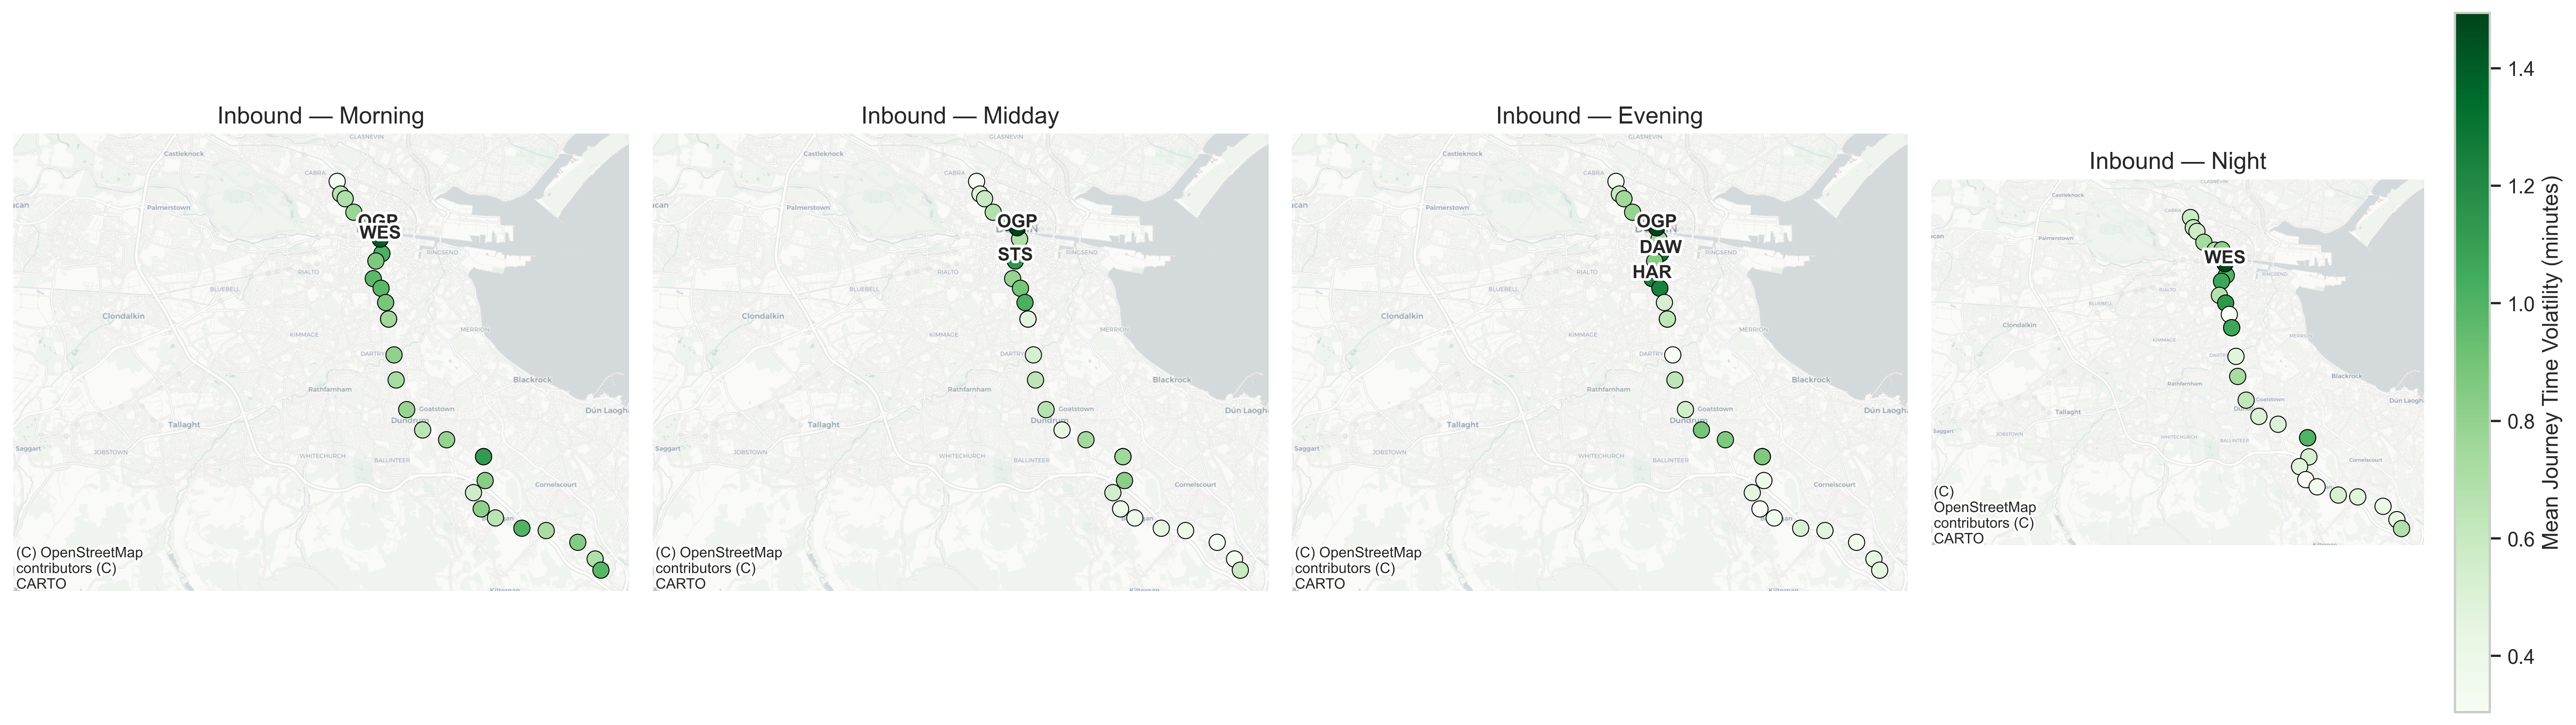 Inbound — Morning
GLASNEVIN
Castleknock
CABRA
ucan
Palmerstown
OGP
WES
RINGSEND
RIALTO
BLUEBELL
Clondalkin
KIMMAGE
MERRION
DARTRY
Rathfarnham
Blackrock
Goatstown
Dundrum
Dún Laogh
Tallaght
Saggart
JOBSTOWN
WHITECHURCH
BALLINTEER
Cornelscourt
(C) OpenStreetMap
contributors (C)
CARTO
Inbound — Midday
GLASNEVIN
Castleknock
CABRA
ucan
Palmerstown
OGP
STS
RINGSEND
RIALTO
BLUEBELL
Clondalkin
KIMMAGE
MERRION
DARTRY
Rathfarnham
Blackrock
Goatstown
Dundrum
Dún Laogh
Tallaght
Saggart
JOBSTOWN
WHITECHURCH
BALLINTEER
Cornelscourt
(C) OpenStreetMap
contributors (C)
CARTO
Inbound — Evening
GLASNEVIN
Castleknock
CABRA
ucan
Palmerstown
OGP
DAW
HAR
RINGSEND
RIALTO
BLUEBELL
Clondalkin
KIMMAGE
MERRION
DARTRY
Rathfarnham
Blackrock
Goatstown
Dundrum
Dún Laogh
Tallaght
Saggart
JOBSTOWN
WHITECHURCH
BALLINTEER
Cornelscourt
(C) OpenStreetMap
contributors (C)
CARTO
Inbound — Night
GLASNEVIN
Castleknock
CABRA
Palmerstown
WES
RINGSEND
RIALTO
BLUEBELL
Clondalkin
KIMMAGE
MERRION
DARTRY
Rathfarnham
Blackrock
Goatstown
Dún Laogh
Tallaght
Saggart
JOBSTOWN
WHITECHURCH
BALLINTEER
Cornelscourt
(C)
OpenStreetMap
contributors (C)
CARTO
1.4
1.2
1.0
0.8
0.6
0.4
Mean Journey Time Volatility (minutes)